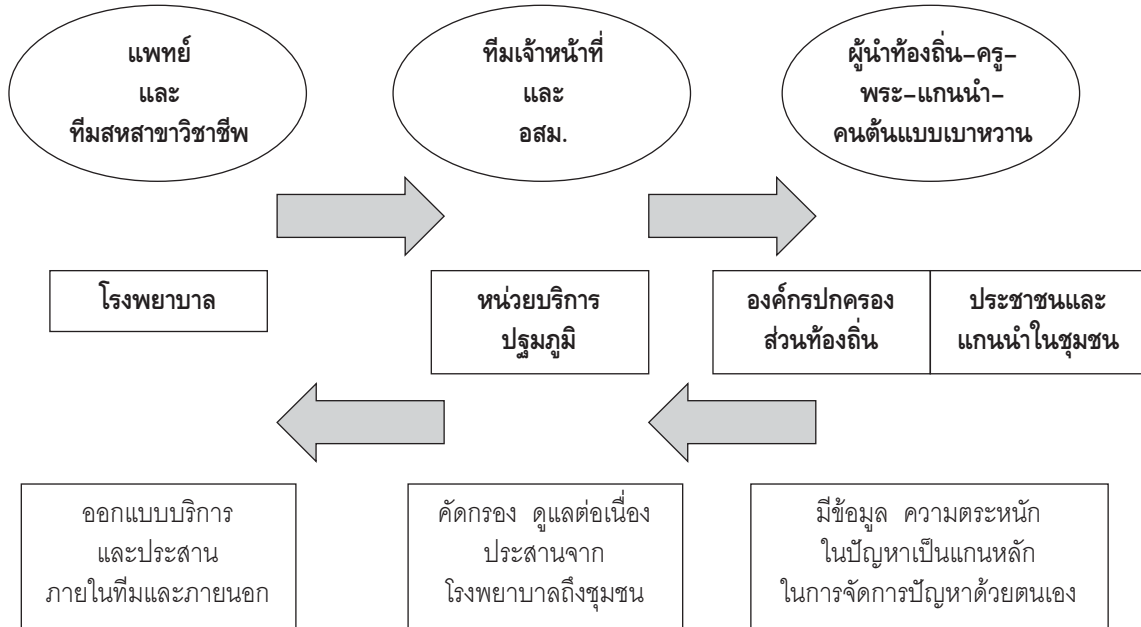 แพทย์
และ
ทีมสหสาขาวิชาชีพ
ทีมเจ้าหน้าที่
และ
อสม.
ผู้นำท้องถิ่น-ครู-
พระ-แกนนำ-
คนต้นแบบเบาหวาน
โรงพยาบาล
หน่วยบริการ
ปฐมภูมิ
องค์กรปกครอง
ส่วนท้องถิ่น
ประชาชนและ
แกนนำในชุมชน
ออกแบบบริการ
และประสาน
ภายในทีมและภายนอก
คัดกรอง ดูแลต่อเนื่อง
ประสานจาก
โรงพยาบาลถึงชุมชน
มีข้อมูล ความตระหนัก
ในปัญหาเป็นแกนหลัก
ในการจัดการปัญหาด้วยตนเอง